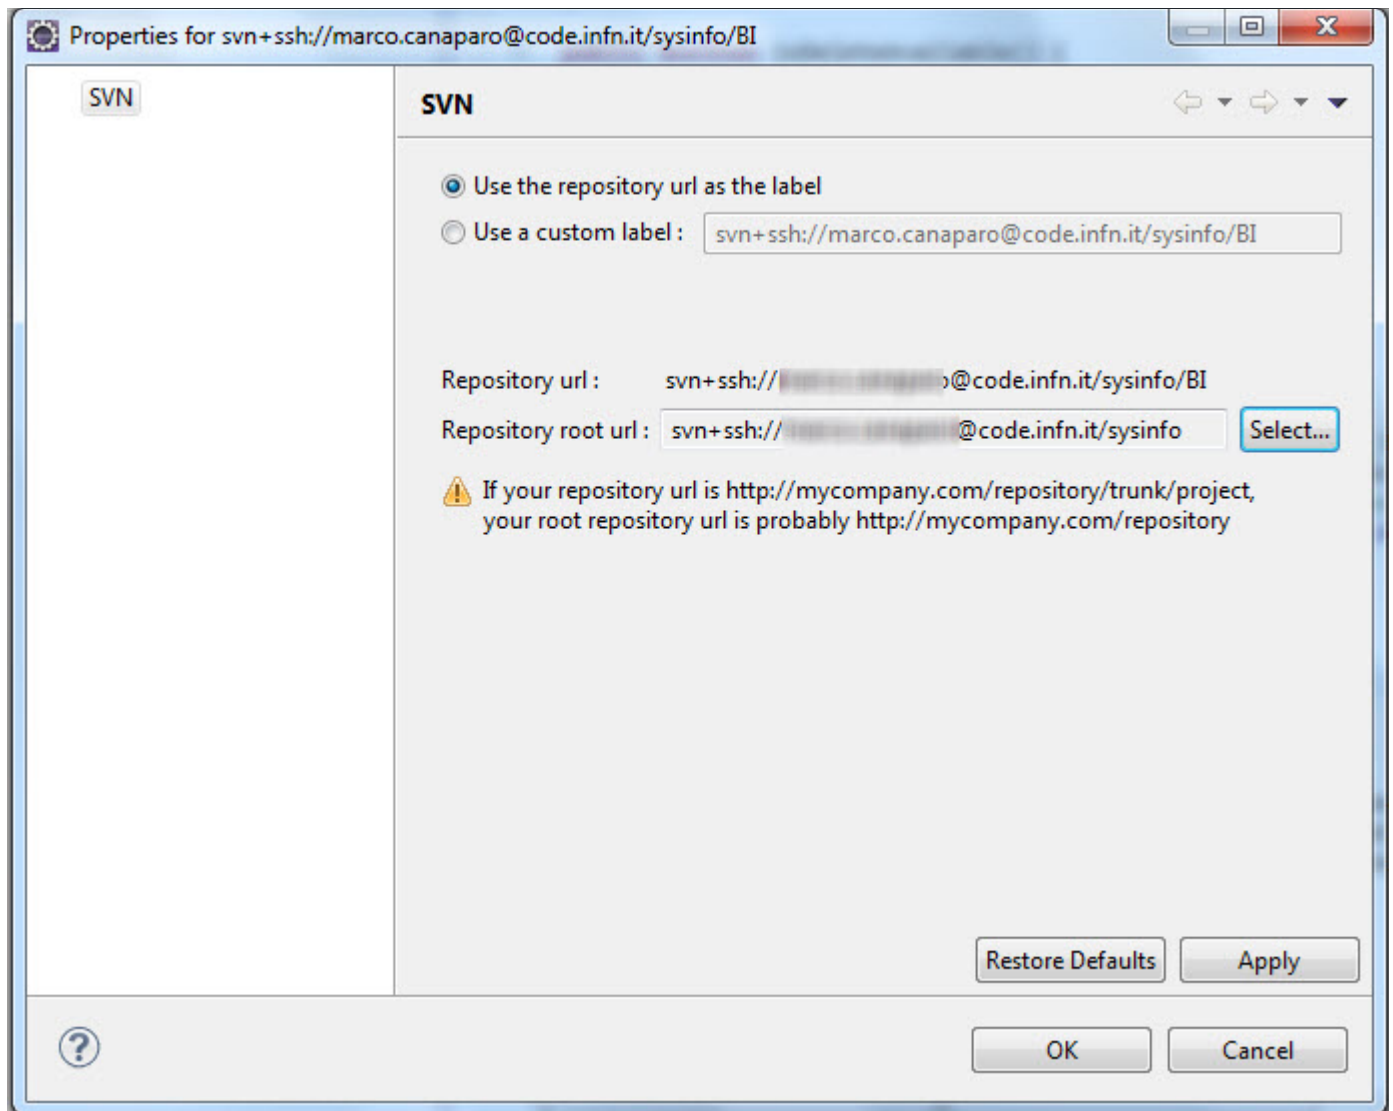 Properties for svn+ssh://marco.canaparo@code.infn.it/sysinfo/BI
SVN
SVN
Use the repository url as the label
Use a custom label : svn+ssh://marco.canaparo@code.infn.it/sysinfo/BI
Repository url : svn+ssh:// @code.infn.it/sysinfo/BI
Repository root url : svn+ssh:// @code.infn.it/sysinfo Select...
If your repository url is http://mycompany.com/repository/trunk/project,
your root repository url is probably http://mycompany.com/repository
Restore Defaults Apply
OK Cancel